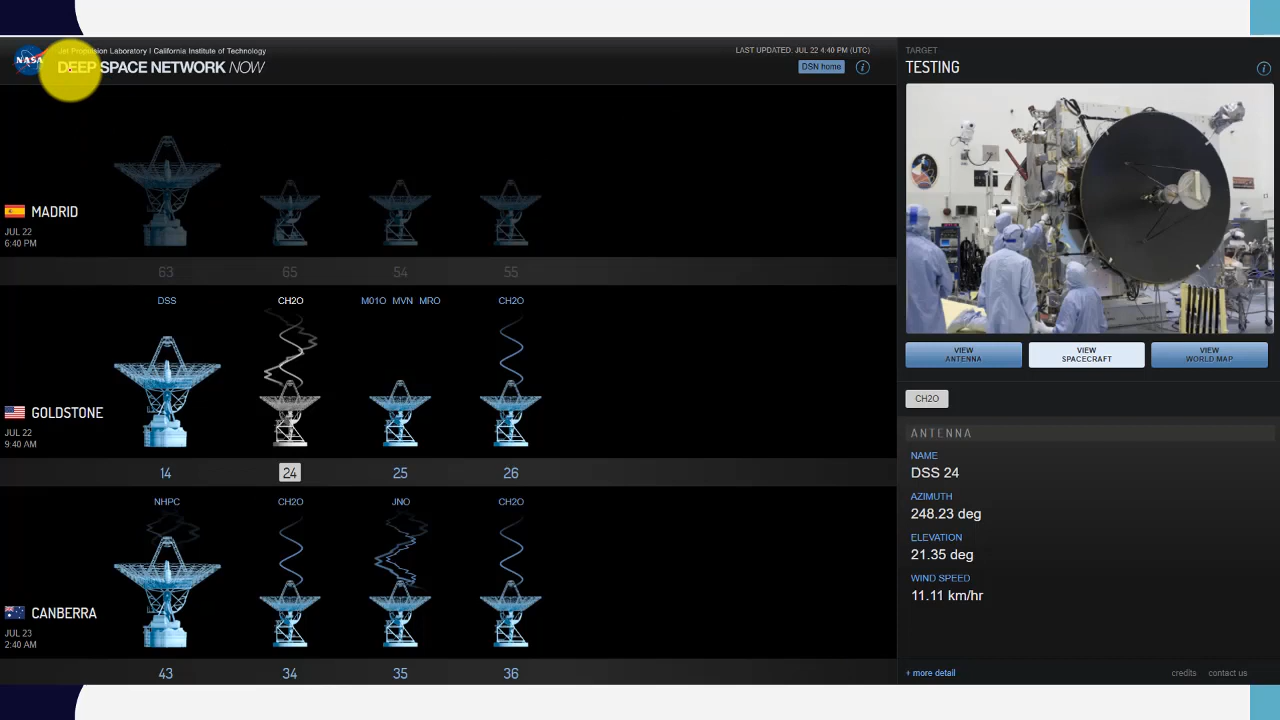 NASA
Jet Propulsion Laboratory | California Institute of Technology
DEEP SPACE NETWORK NOW
LAST UPDATED: JUL 22 4:40 PM (UTC)
DSN home
i
MADRID
JUL 22
6:40 PM
63 65 54 55
DSS CH2O M01O MVN MRO CH2O
GOLDSTONE
JUL 22
9:40 AM
14 24 25 26
NHPC CH2O JNO CH2O
CANBERRA
JUL 23
2:40 AM
43 34 35 36
TARGET
TESTING
i
VIEW
ANTENNA
VIEW
SPACECRAFT
VIEW
WORLD MAP
CH2O
ANTENNA
NAME
DSS 24
AZIMUTH
248.23 deg
ELEVATION
21.35 deg
WIND SPEED
11.11 km/hr
+ more detail
credits contact us